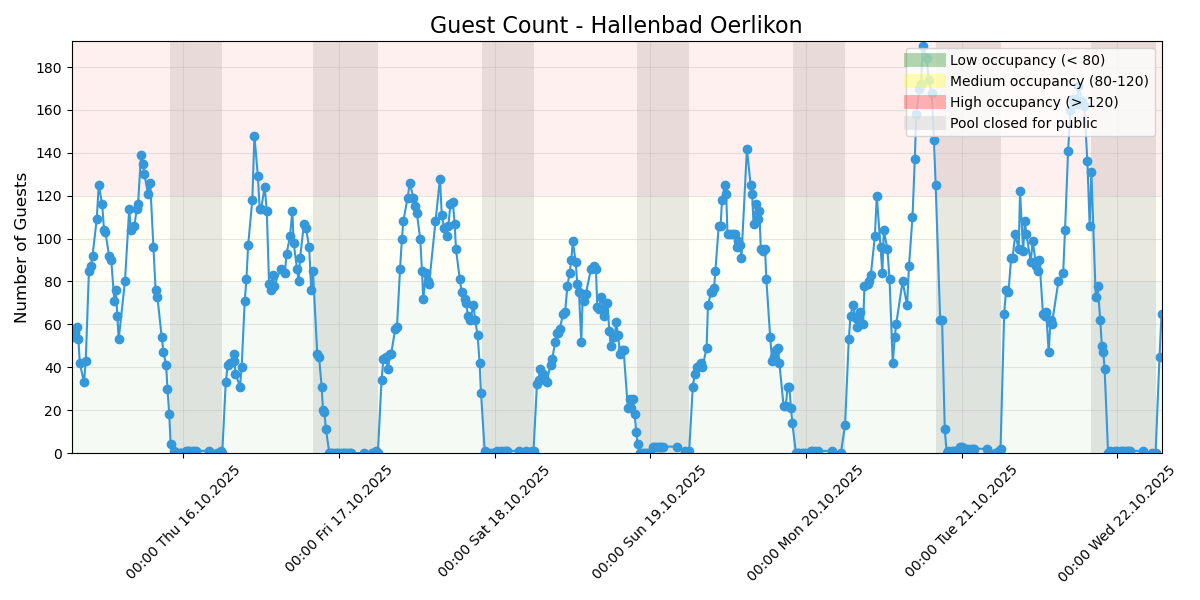 Guest Count - Hallenbad Oerlikon
Low occupancy (< 80)
Medium occupancy (80-120)
High occupancy (> 120)
Pool closed for public
Number of Guests
180
160
140
120
100
80
60
40
20
0
00:00 Thu 16.10.2025
00:00 Fri 17.10.2025
00:00 Sat 18.10.2025
00:00 Sun 19.10.2025
00:00 Mon 20.10.2025
00:00 Tue 21.10.2025
00:00 Wed 22.10.2025